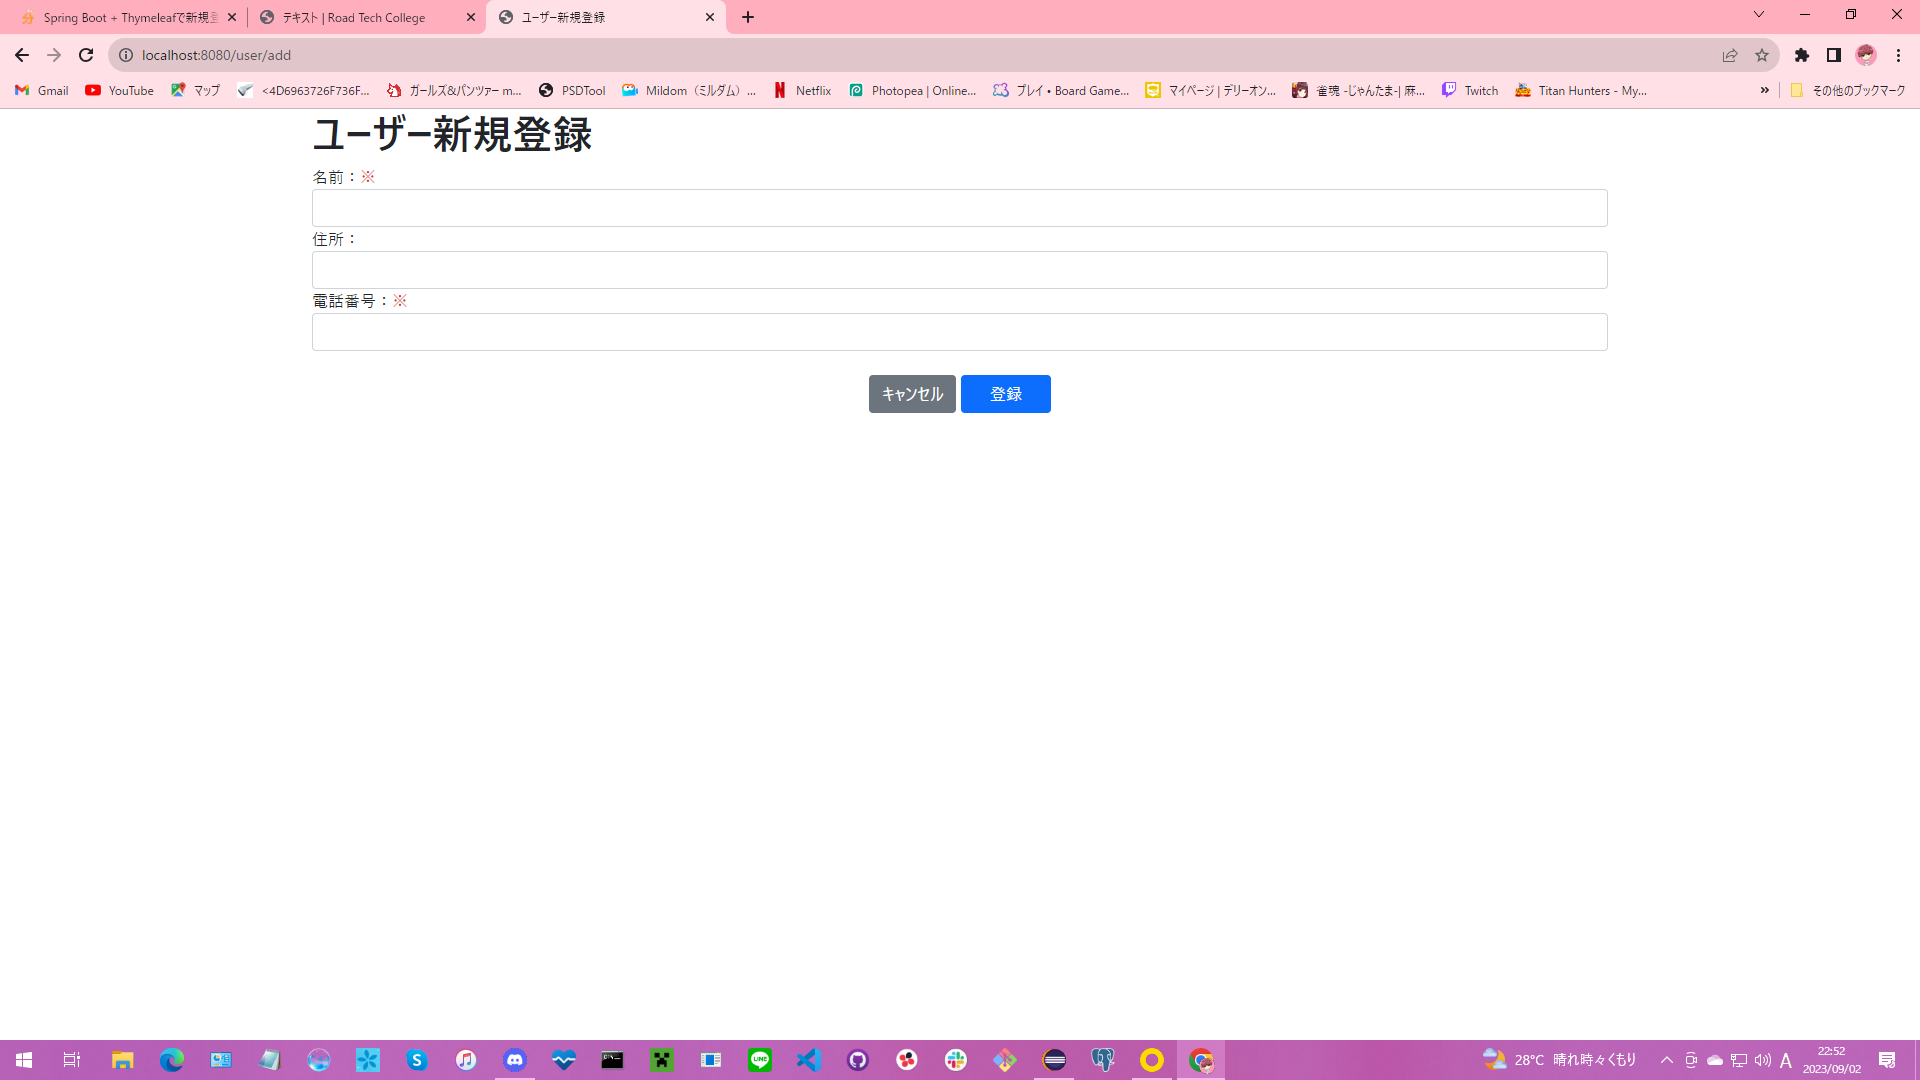 Spring Boot + Thymeleafで新規登
テキスト | Road Tech College
ユーザー新規登録
localhost:8080/user/add
Gmail
YouTube
マップ
<4D6963726F736F...
ガールズ&パンツァー m...
PSDTool
Mildom（ミルダム）...
Netflix
Photopea | Online...
プレイ • Board Game...
マイページ | デリーオン...
雀魂 -じゃんたま-| 麻...
Twitch
Titan Hunters - My...
»
その他のブックマーク
ユーザー新規登録
名前：※
住所：
電話番号：※
キャンセル
登録
28°C 晴れ時々くもり
A
22:52
2023/09/02